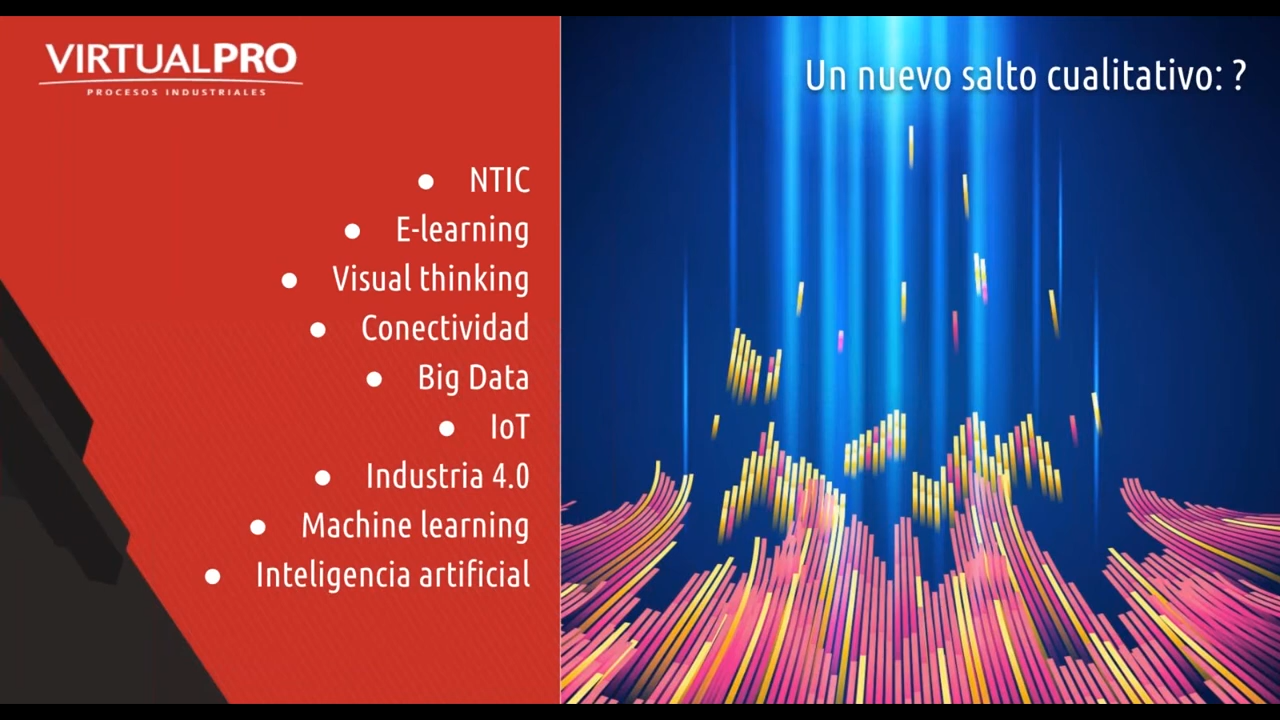 VIRTUALPRO
PROCESOS INDUSTRIALES
Un nuevo salto cualitativo: ?
● NTIC
● E-learning
● Visual thinking
● Conectividad
● Big Data
● IoT
● Industria 4.0
● Machine learning
● Inteligencia artificial